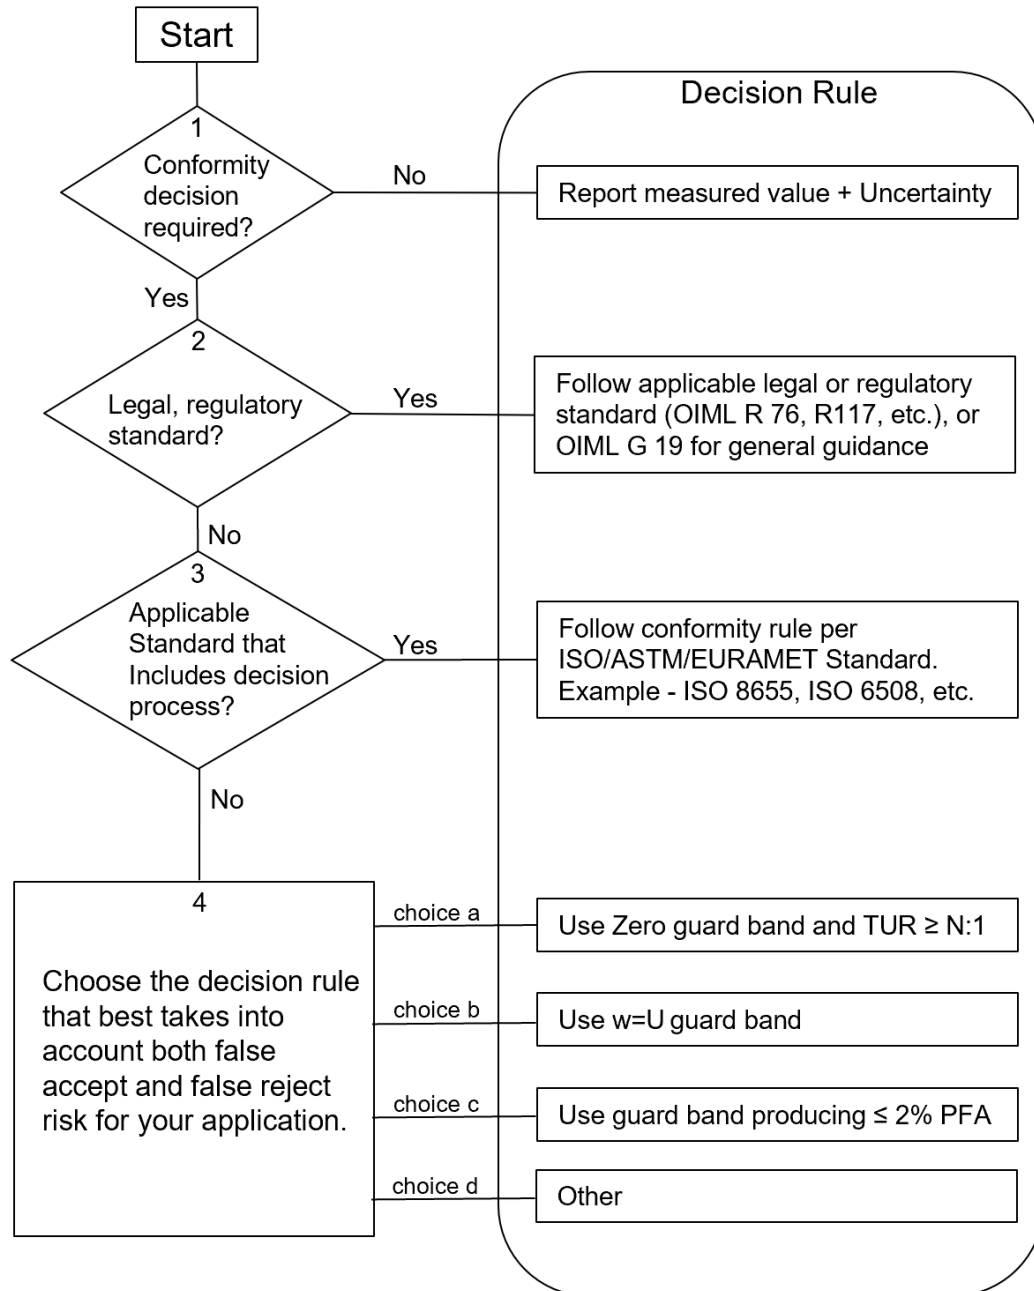 Start
Decision Rule
1
Conformity
decision
required?
No
Report measured value + Uncertainty
Yes
2
Legal, regulatory
standard?
Yes
Follow applicable legal or regulatory
standard (OIML R 76, R117, etc.), or
OIML G 19 for general guidance
No
3
Applicable
Standard that
Includes decision
process?
Yes
Follow conformity rule per
ISO/ASTM/EURAMET Standard.
Example - ISO 8655, ISO 6508, etc.
No
4
Choose the decision rule
that best takes into
account both false
accept and false reject
risk for your application.
choice a
Use Zero guard band and TUR ≥ N:1
choice b
Use w=U guard band
choice c
Use guard band producing ≤ 2% PFA
choice d
Other